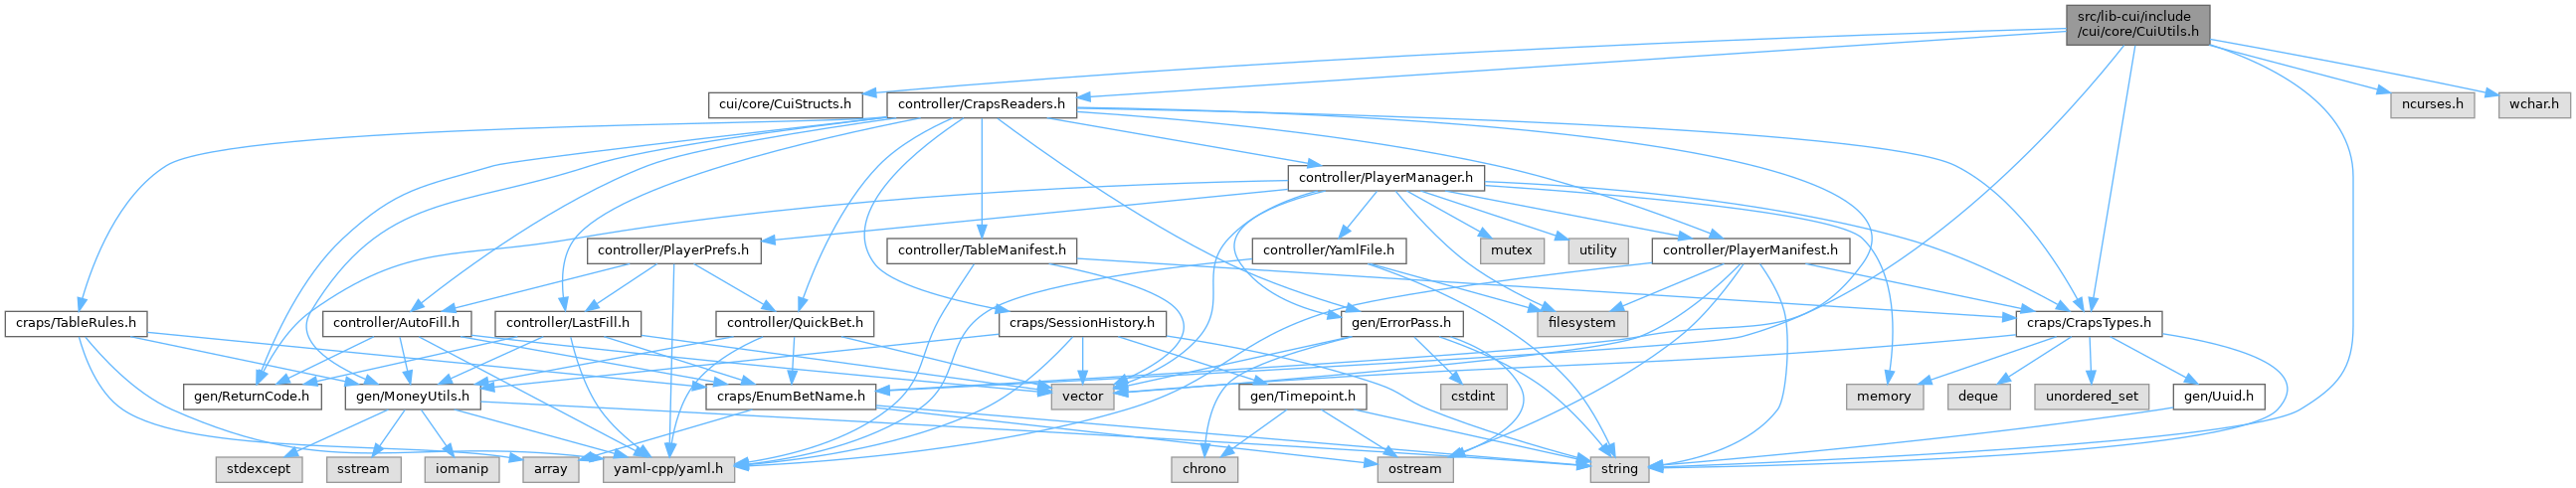 src/lib-cui/include
/cui/core/CuiUtils.h
cui/core/CuiStructs.h
controller/CrapsReaders.h
ncurses.h
wchar.h
controller/PlayerManager.h
controller/PlayerPrefs.h
controller/TableManifest.h
controller/YamlFile.h
mutex
utility
controller/PlayerManifest.h
craps/TableRules.h
controller/AutoFill.h
controller/LastFill.h
controller/QuickBet.h
craps/SessionHistory.h
gen/ErrorPass.h
filesystem
craps/CrapsTypes.h
gen/ReturnCode.h
gen/MoneyUtils.h
craps/EnumBetName.h
vector
gen/Timepoint.h
cstdint
memory
deque
unordered_set
gen/Uuid.h
stdexcept
sstream
iomanip
array
yaml-cpp/yaml.h
chrono
ostream
string